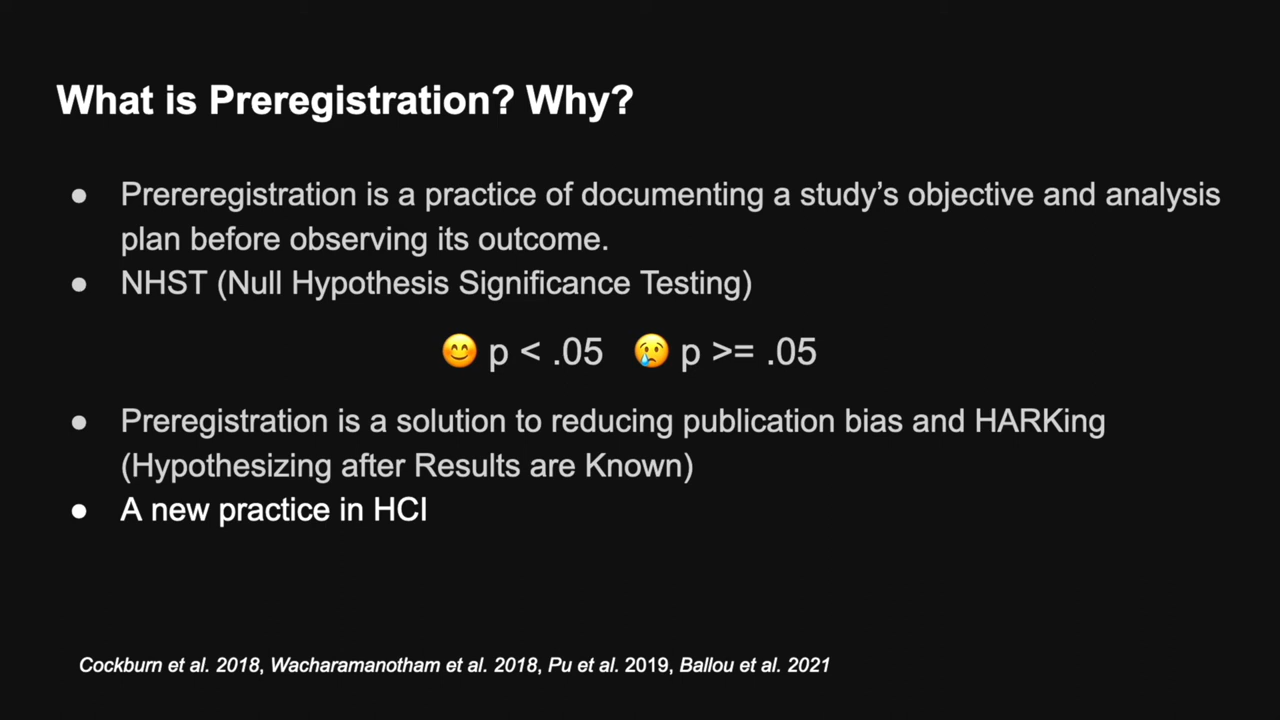 What is Preregistration? Why?
● Prereregistration is a practice of documenting a study’s objective and analysis
plan before observing its outcome.
● NHST (Null Hypothesis Significance Testing)
😊 p < .05 😢 p >= .05
● Preregistration is a solution to reducing publication bias and HARKing
(Hypothesizing after Results are Known)
● A new practice in HCI
Cockburn et al. 2018, Wacharamanotham et al. 2018, Pu et al. 2019, Ballou et al. 2021